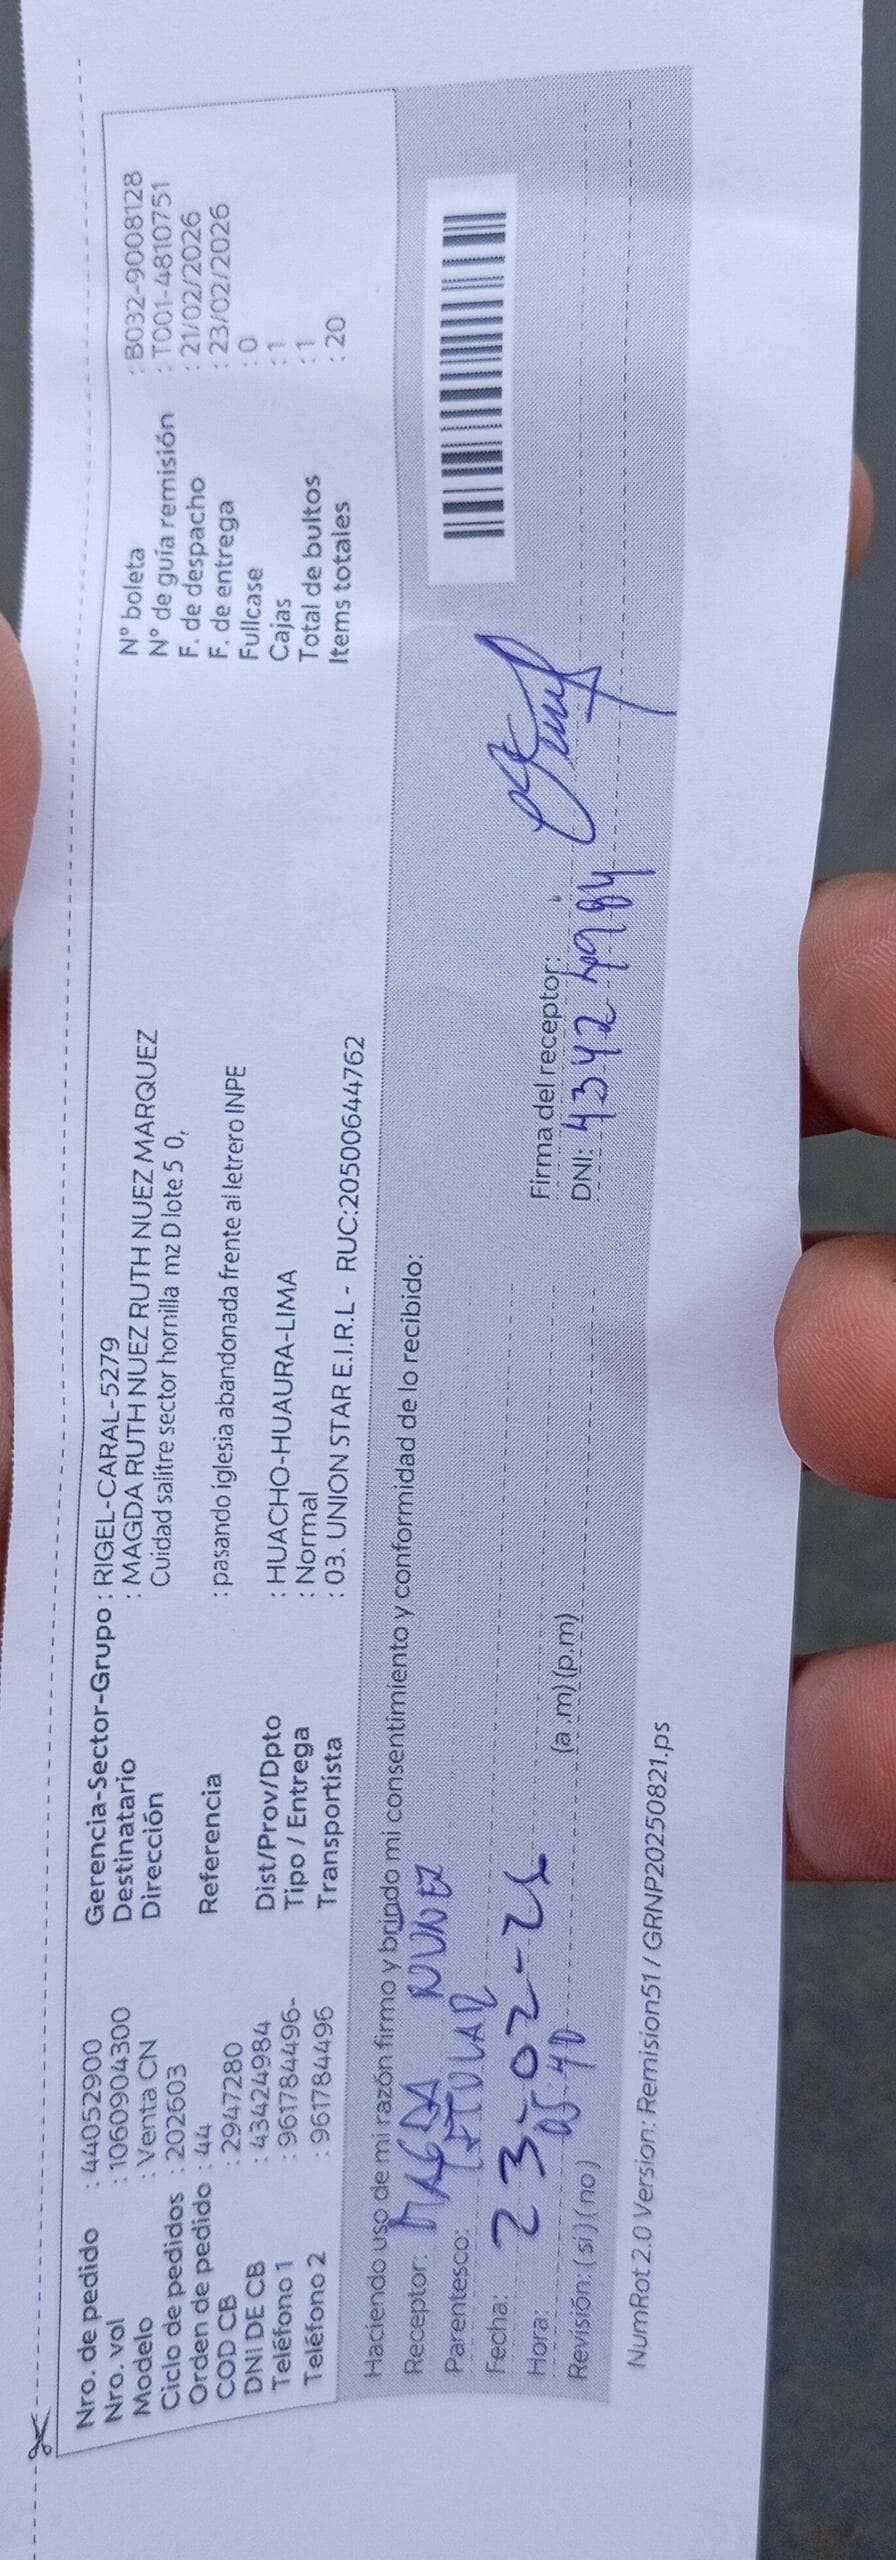 Nro. de pedido : 44052900
Nro. vol : 1060904300
Modelo : Venta CN
Ciclo de pedidos : 202603
Orden de pedido : 44
COD CB : 2947280
DNI DE CB : 43424984
Teléfono 1 : 961784496-
Teléfono 2 : 961784496
Gerencia-Sector-Grupo : RIGEL-CARAL-5279
Destinatario : MAGDA RUTH NUEZ RUTH NUEZ MARQUEZ
Dirección Cuidad salitre sector hornilla mz D lote 5 0,
Referencia : pasando iglesia abandonada frente al letrero INPE
Dist/Prov/Dpto : HUACHO-HUAURA-LIMA
Tipo / Entrega : Normal
Transportista : 03. UNION STAR E.I.R.L - RUC:20500644762
N° boleta : B032-9008128
N° de guía remisión : T001-4810751
F. de despacho : 21/02/2026
F. de entrega : 23/02/2026
Fullcase : 0
Cajas : 1
Total de bultos : 1
Items totales : 20
Haciendo uso de mi razón firmo y brindo mi consentimiento y conformidad de lo recibido:
Receptor: MAGDA NUNEZ
Parentesco: TITULAR
Fecha: 23-02-26
Hora: (a.m) (p.m)
Revisión: (si) (no)
Firma del receptor:
DNI: 43424984
NumRot 2.0 Version: Remision51 / GRNP20250821.ps